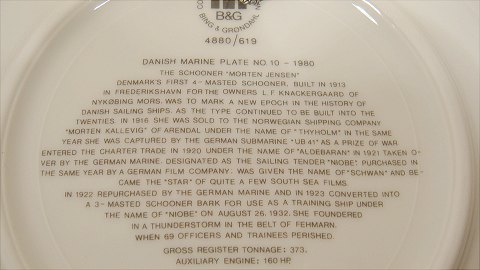 B&G
CO BING & GRØNDAHL
4880/619
DANISH MARINE PLATE NO 10 - 1980
THE SCHOONER "MORTEN JENSEN"
DENMARK'S FIRST 4-MASTED SCHOONER, BUILT IN 1913
IN FREDERIKSHAVN FOR THE OWNERS L.F. KNACKERGAARD OF
NYKØBING MORS, WAS TO MARK A NEW EPOCH IN THE HISTORY OF
DANISH SAILING SHIPS. AS THE TYPE CONTINUED TO BE BUILT INTO THE
TWENTIES IN 1916 SHE WAS SOLD TO THE NORWEGIAN SHIPPING COMPANY
"MORTEN KALLEVIG" OF ARENDAL UNDER THE NAME OF "THYHOLM" IN THE SAME
YEAR SHE WAS CAPTURED BY THE GERMAN SUBMARINE "UB 41" AS A PRIZE OF WAR
ENTERED THE CHARTER TRADE IN 1920 UNDER THE NAME OF "ALDEBARAN" IN 1921 TAKEN O-
VER BY THE GERMAN MARINE, DESIGNATED AS THE SAILING TENDER "NIOBE", PURCHASED IN
THE SAME YEAR BY A GERMAN FILM COMPANY, WAS GIVEN THE NAME OF "SCHWAN" AND BE-
CAME THE "STAR" OF QUITE A FEW SOUTH SEA FILMS
IN 1922 REPURCHASED BY THE GERMAN MARINE AND IN 1923 CONVERTED INTO
A 3-MASTED SCHOONER BARK FOR USE AS A TRAINING SHIP UNDER
THE NAME OF "NIOBE" ON AUGUST 26, 1932, SHE FOUNDERED
IN A THUNDERSTORM IN THE BELT OF FEHMARN,
WHEN 69 OFFICERS AND TRAINEES PERISHED.
GROSS REGISTER TONNAGE: 373.
AUXILIARY ENGINE: 160 HP.